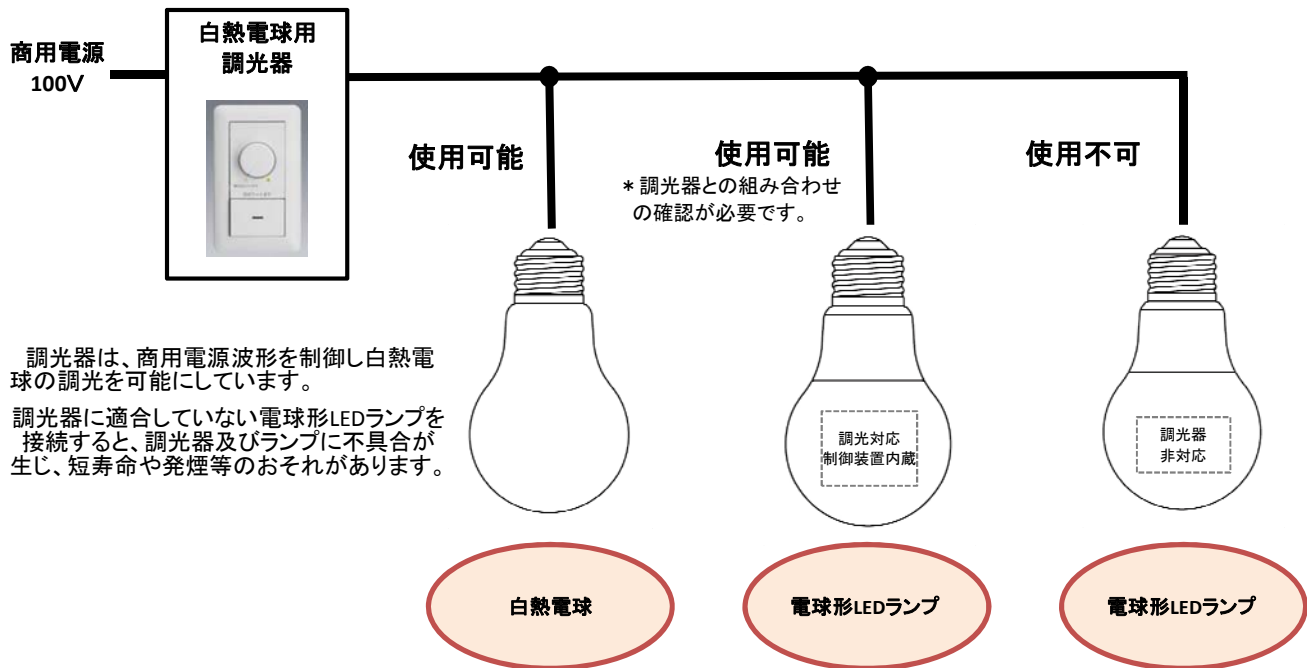 商用電源
100V
白熱電球用
調光器
使用可能
使用可能
＊調光器との組み合わせ
の確認が必要です。
使用不可
調光器は、商用電源波形を制御し白熱電
球の調光を可能にしています。
調光器に適合していない電球形LEDランプを
接続すると、調光器及びランプに不具合が
生じ、短寿命や発煙等のおそれがあります。
調光対応
制御装置内蔵
調光器
非対応
白熱電球
電球形LEDランプ
電球形LEDランプ